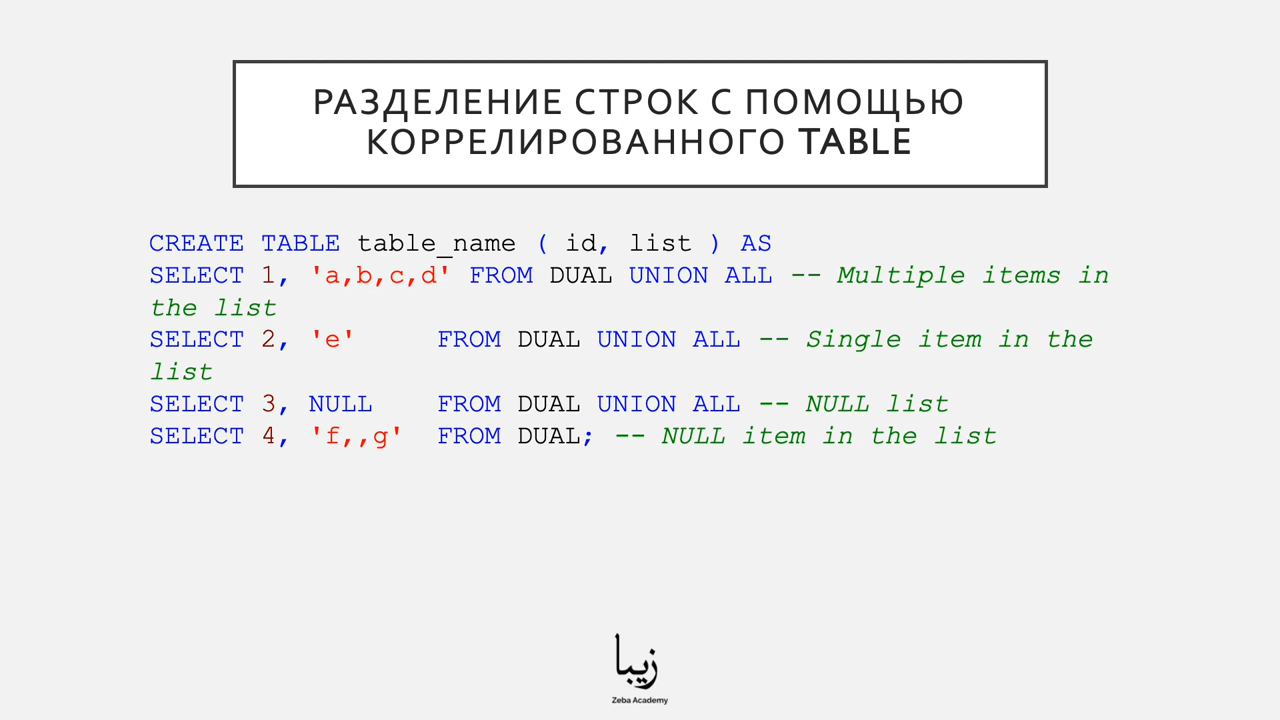 РАЗДЕЛЕНИЕ СТРОК С ПОМОЩЬЮ
КОРРЕЛИРОВАННОГО TABLE
CREATE TABLE table_name ( id, list ) AS
SELECT 1, 'a,b,c,d' FROM DUAL UNION ALL -- Multiple items in
the list
SELECT 2, 'e'     FROM DUAL UNION ALL -- Single item in the
list
SELECT 3, NULL    FROM DUAL UNION ALL -- NULL list
SELECT 4, 'f,,g'  FROM DUAL; -- NULL item in the list
زيبا
Zeba Academy